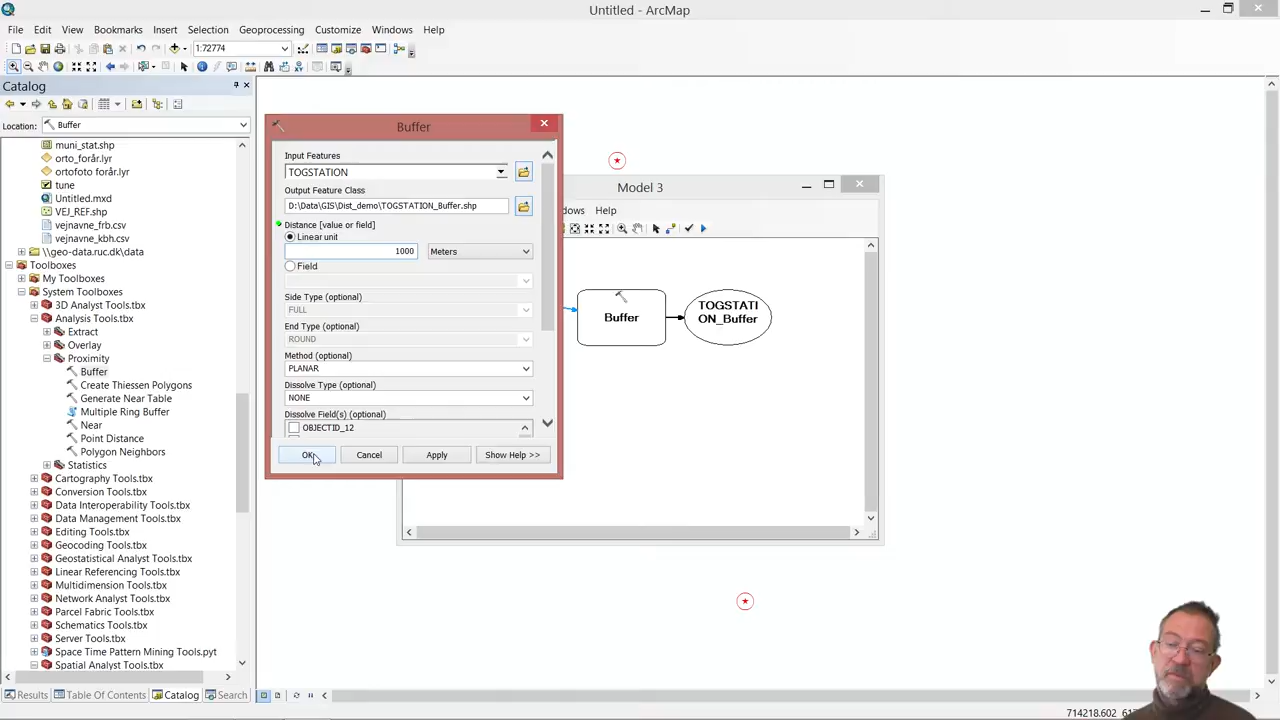 Untitled - ArcMap
File Edit View Bookmarks Insert Selection Geoprocessing Customize Windows Help
1:72774
Catalog
Location: Buffer
muni_stat.shp
orto_forår.lyr
ortofoto forår.lyr
tune
Untitled.mxd
VEJ_REF.shp
vejnavne_frb.csv
vejnavne_kbh.csv
\\geo-data.ruc.dk\data
Toolboxes
My Toolboxes
System Toolboxes
3D Analyst Tools.tbx
Analysis Tools.tbx
Extract
Overlay
Proximity
Buffer
Create Thiessen Polygons
Generate Near Table
Multiple Ring Buffer
Near
Point Distance
Polygon Neighbors
Statistics
Cartography Tools.tbx
Conversion Tools.tbx
Data Interoperability Tools.tbx
Data Management Tools.tbx
Editing Tools.tbx
Geocoding Tools.tbx
Geostatistical Analyst Tools.tbx
Linear Referencing Tools.tbx
Multidimension Tools.tbx
Parcel Fabric Tools.tbx
Schematics Tools.tbx
Server Tools.tbx
Space Time Pattern Mining Tools.pyt
Spatial Analyst Tools.tbx
Results Table Of Contents Catalog Search
Buffer
Input Features
TOGSTATION
Output Feature Class
D:\Data\GIS\Dist_demo\TOGSTATION_Buffer.shp
Distance [value or field]
Linear unit
1000 Meters
Field
Side Type (optional)
FULL
End Type (optional)
ROUND
Method (optional)
PLANAR
Dissolve Type (optional)
NONE
Dissolve Field(s) (optional)
OBJECTID_12
OK Cancel Apply Show Help >>
Model 3
Help
Buffer
TOGSTATI
ON_Buffer
714218.602